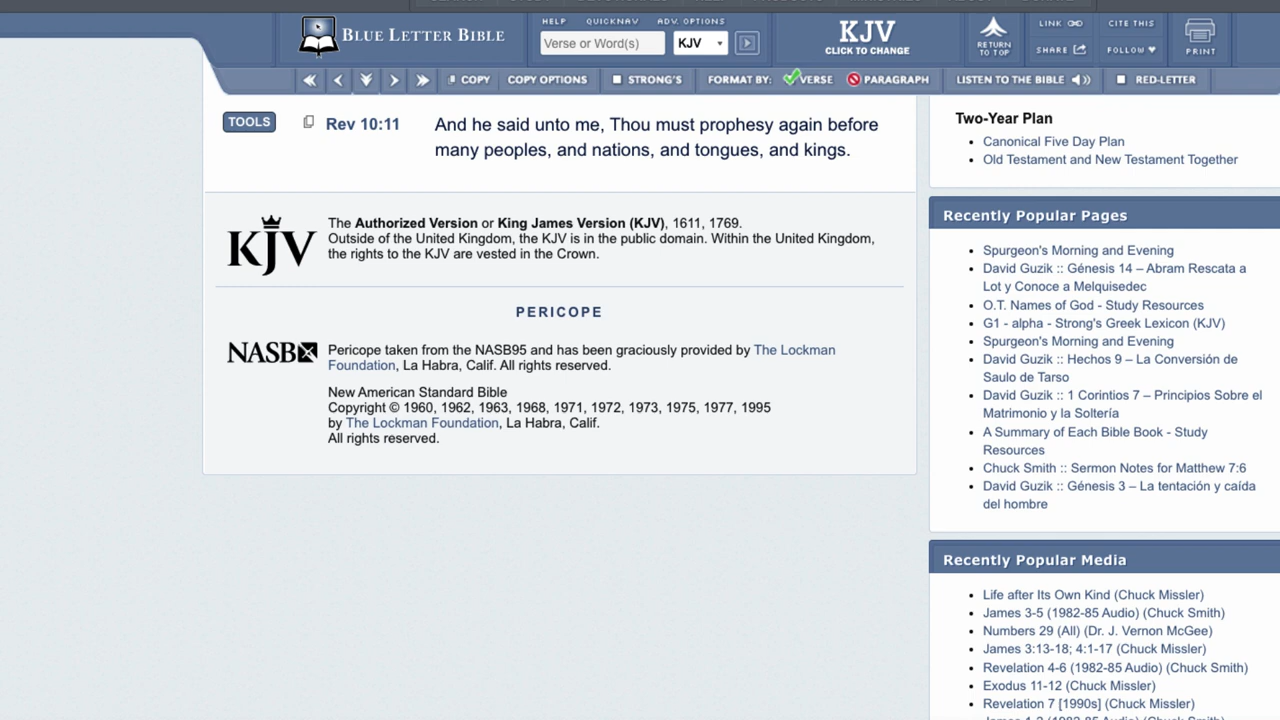 BLUE LETTER BIBLE
HELP QUICKNAV ADV. OPTIONS
Verse or Word(s) KJV
KJV
CLICK TO CHANGE
RETURN
TO TOP
LINK
CITE THIS
SHARE
FOLLOW
PRINT
COPY COPY OPTIONS STRONG'S FORMAT BY: VERSE PARAGRAPH LISTEN TO THE BIBLE RED-LETTER
TOOLS Rev 10:11 And he said unto me, Thou must prophesy again before
many peoples, and nations, and tongues, and kings.
KJV
The Authorized Version or King James Version (KJV), 1611, 1769.
Outside of the United Kingdom, the KJV is in the public domain. Within the United Kingdom,
the rights to the KJV are vested in the Crown.
PERICOPE
NASB
Pericope taken from the NASB95 and has been graciously provided by The Lockman
Foundation, La Habra, Calif. All rights reserved.
New American Standard Bible
Copyright © 1960, 1962, 1963, 1968, 1971, 1972, 1973, 1975, 1977, 1995
by The Lockman Foundation, La Habra, Calif.
All rights reserved.
Two-Year Plan
Canonical Five Day Plan
Old Testament and New Testament Together
Recently Popular Pages
Spurgeon's Morning and Evening
David Guzik :: Génesis 14 – Abram Rescata a
Lot y Conoce a Melquisedec
O.T. Names of God - Study Resources
G1 - alpha - Strong's Greek Lexicon (KJV)
Spurgeon's Morning and Evening
David Guzik :: Hechos 9 – La Conversión de
Saulo de Tarso
David Guzik :: 1 Corintios 7 – Principios Sobre el
Matrimonio y la Soltería
A Summary of Each Bible Book - Study
Resources
Chuck Smith :: Sermon Notes for Matthew 7:6
David Guzik :: Génesis 3 – La tentación y caída
del hombre
Recently Popular Media
Life after Its Own Kind (Chuck Missler)
James 3-5 (1982-85 Audio) (Chuck Smith)
Numbers 29 (All) (Dr. J. Vernon McGee)
James 3:13-18; 4:1-17 (Chuck Missler)
Revelation 4-6 (1982-85 Audio) (Chuck Smith)
Exodus 11-12 (Chuck Missler)
Revelation 7 [1990s] (Chuck Missler)